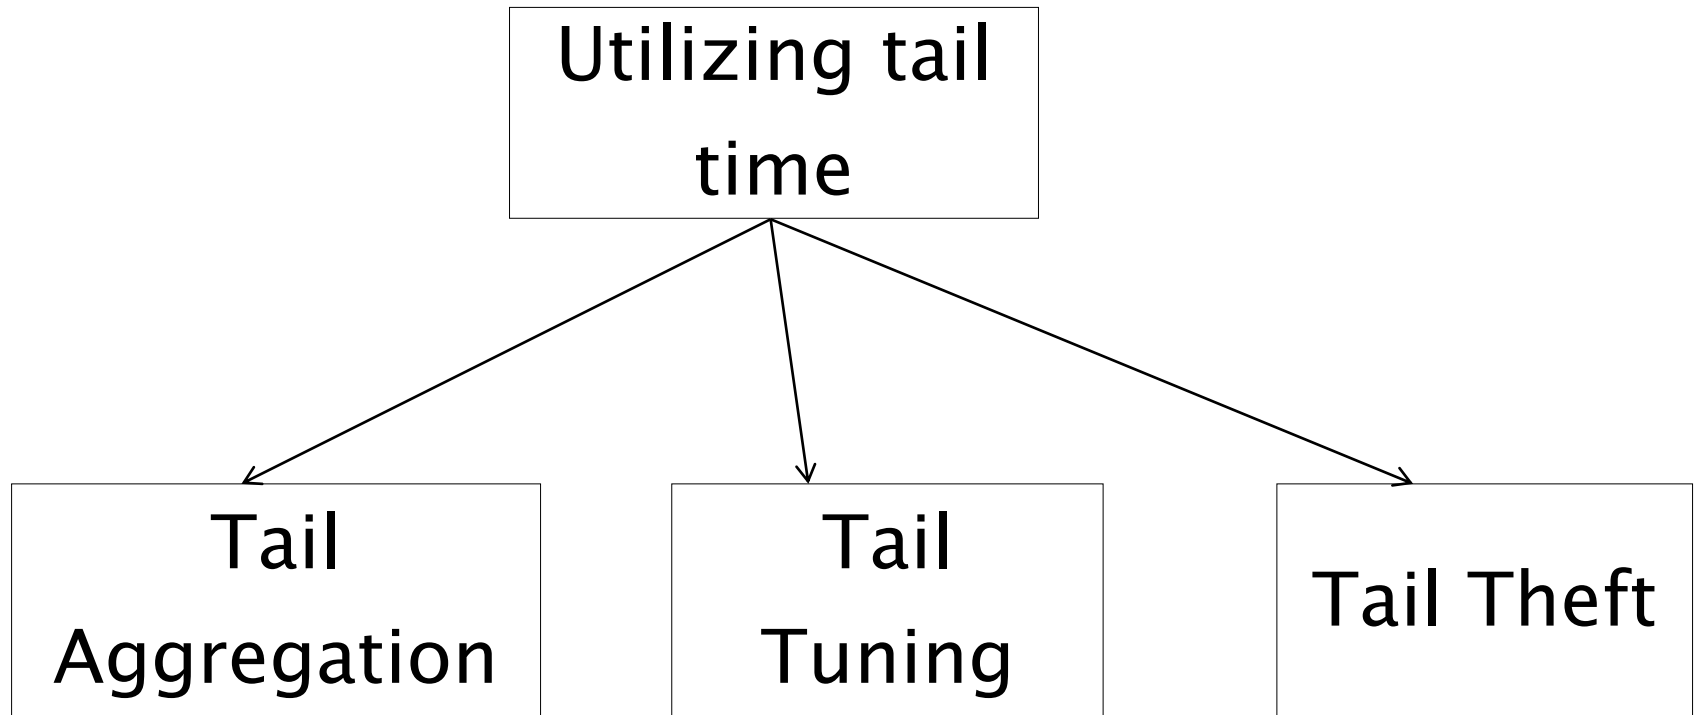 Utilizing tail
time
Tail
Aggregation
Tail
Tuning
Tail Theft